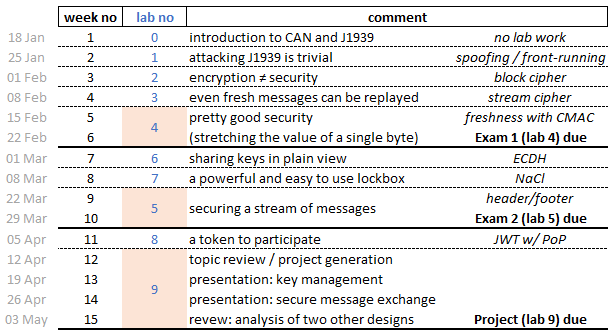 week no lab no comment
18 Jan 1 0 introduction to CAN and J1939 no lab work
25 Jan 2 1 attacking J1939 is trivial spoofing / front-running
01 Feb 3 2 encryption ≠ security block cipher
08 Feb 4 3 even fresh messages can be replayed stream cipher
15 Feb 5 pretty good security freshness with CMAC
4
22 Feb 6 (stretching the value of a single byte) Exam 1 (lab 4) due
01 Mar 7 6 sharing keys in plain view ECDH
08 Mar 8 7 a powerful and easy to use lockbox NaCl
22 Mar 9 header/footer
5 securing a stream of messages
29 Mar 10 Exam 2 (lab 5) due
05 Apr 11 8 a token to participate JWT w/ PoP
12 Apr 12 topic review / project generation
19 Apr 13 presentation: key management
9
26 Apr 14 presentation: secure message exchange
03 May 15 revew: analysis of two other designs Project (lab 9) due